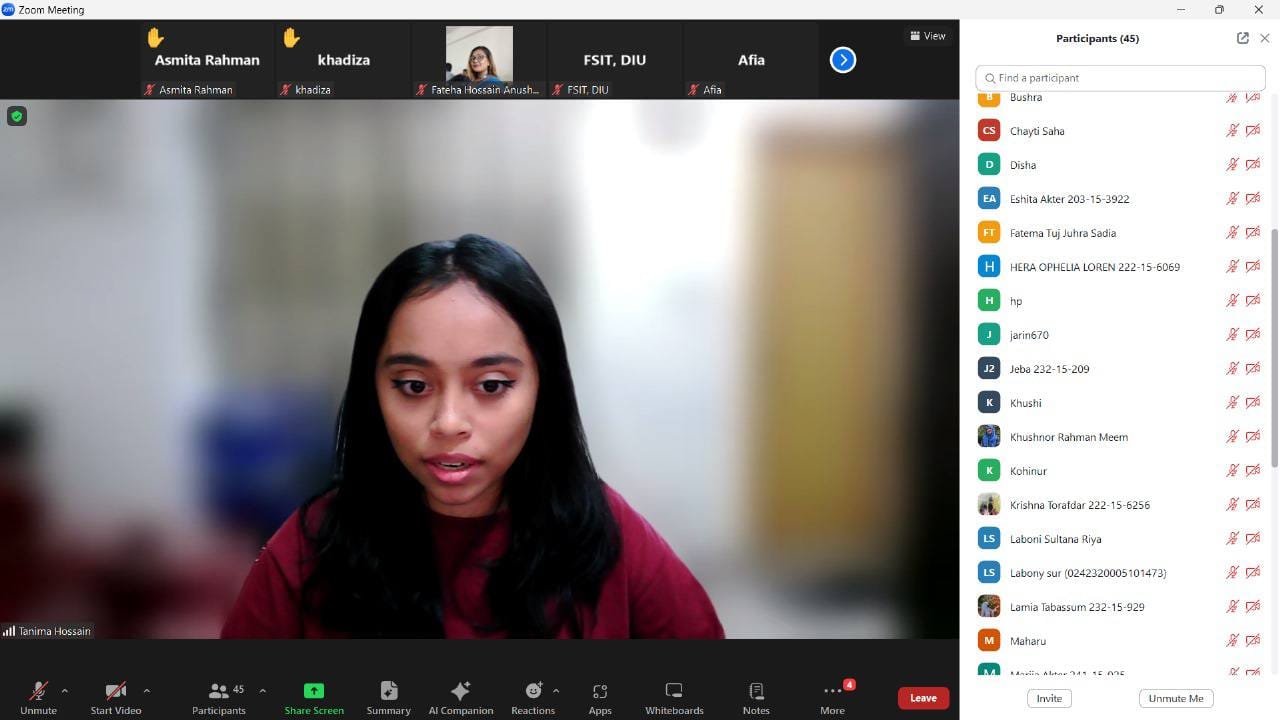 zm Zoom Meeting
Asmita Rahman
khadiza
FSIT, DIU
Afia
View
Asmita Rahman
khadiza
Fateha Hossain Anush...
FSIT, DIU
Afia
Tanima Hossain
Participants (45)
Find a participant
B Bushra
CS Chayti Saha
D Disha
EA Eshita Akter 203-15-3922
FT Fatema Tuj Juhra Sadia
H HERA OPHELIA LOREN 222-15-6069
H hp
J jarin670
J2 Jeba 232-15-209
K Khushi
Khushnor Rahman Meem
K Kohinur
Krishna Torafdar 222-15-6256
LS Laboni Sultana Riya
LS Labony sur (0242320005101473)
Lamia Tabassum 232-15-929
M Maharu
Invite
Unmute Me
Unmute
Start Video
45
Participants
Share Screen
Summary
AI Companion
Reactions
Apps
Whiteboards
Notes
4
More
Leave